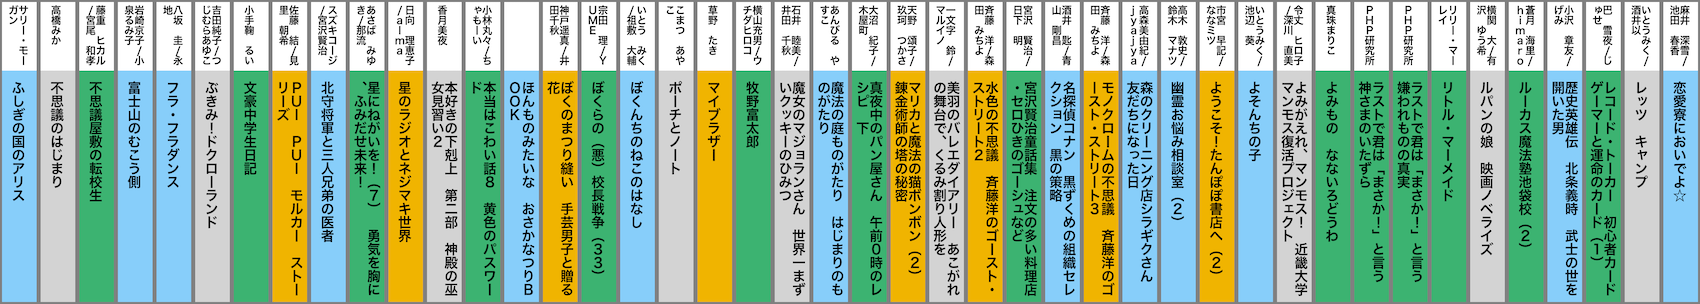 麻井 深雪/
池田 春香
恋愛寮においでよ☆
いとうみく/
酒井以
レッツ キャンプ
巴 雪夜/し
ゅせ
レコード・トーカー 初心者カード
ゲーマーと運命のカード（１）
小沢 章友/
げみ
歴史英雄伝 北条義時 武士の世を
開いた男
蒼月 海里/
ｈｉｍａｒｏ
ルーカス魔法塾池袋校（２）
横関 大/有
沢 ゆう希
ルパンの娘 映画ノベライズ
リリー・マー
レイ
リトル・マーメイド
ＰＨＰ研究所
ラストで君は「まさか！」と言う
嫌われものの真実
ＰＨＰ研究所
ラストで君は「まさか！」と言う
神さまのいたずら
真珠まりこ
よみもの なないろどうわ
令丈 ヒロ子
/深川 直美
よみがえれ、マンモス！ 近畿大学
マンモス復活プロジェクト
いとうみく/
池辺 葵
よそんちの子
高森 海里/
ななミツ
ようこそ！たんぽぽ書店へ（２）
高木 敦史/
鈴木 マナツ
幽霊お悩み相談室（２）
高森美由紀/
ｊｙａｊｙａ
森のクリーニング店シラギクさん
友だちになった日
斉藤 洋/森
田 みちよ
モノクロームの不思議 斉藤洋のゴ
ースト・ストリート３
酒井 匙/青
山 剛昌
名探偵コナン 黒ずくめの組織セレ
クション 黒の策略
宮沢 賢治/
日下 明
宮沢賢治童話集 注文の多い料理店
・セロひきのゴーシュなど
斉藤 洋/森
田 みちよ
水色の不思議 斉藤洋のゴースト・
ストリート２
一文字 鈴/
マルイノ
美羽のバレエダイアリー あこがれ
の舞台で、くるみ割り人形を
天野 頌子/
玖珂 つかさ
マリカと魔法の猫ボンボン（２）
錬金術師の塔の秘密
大沼 紀子/
木屋町
真夜中のパン屋さん 午前０時のレ
シピ 下
あんびる や
すこ
魔法の庭ものがたり はじまりのも
のがたり
石井 睦美/
井田 千秋
魔女のマジョランさん 世界一まず
いクッキーのひみつ
横山充男/ウ
チダヒロコ
牧野富太郎
草野 たき
マイブラザー
こまつ あや
こ
ポーチとノート
いとう みく
/祖敷 大輔
ぼくんちのねこのはなし
宗田 理/Ｙ
ＵＭＥ
ぼくらの（悪）校長戦争（３３）
神戸遥真/井
田千秋
ぼくのまつり縫い 手芸男子と贈る
花
ほんものみたいな おさかなつりＢ
ＯＯＫ
小林丸々/ち
ゃもーい
本当はこわい話８ 黄色のパスワー
ド
香月美夜
本好きの下剋上 第二部 神殿の巫
女見習い２
日向 理恵子
/ａｌｍａ
星のラジオとネジマキ世界
あさば みゆ
き/那流
星にねがいを！（７） 勇気を胸に
、ふみだせ未来！
スズキコージ
/宮沢賢治
北守将軍と三人兄弟の医者
佐藤 結/見
里 朝希
ＰＵＩ ＰＵＩ モルカー ストー
リーズ
小手鞠 るい
文豪中学生日記
吉田純子/つ
じむらあゆこ
ぷきみ！ドクローランド
八坂 圭/永
地
フラ・フラダンス
岩崎京子/小
泉るみ子
富士山のむこう側
藤重 ヒカル
/宮尾 和孝
不思議屋敷の転校生
高橋みか
不思議のはじまり
サリー・モー
ガン
ふしぎの国のアリス